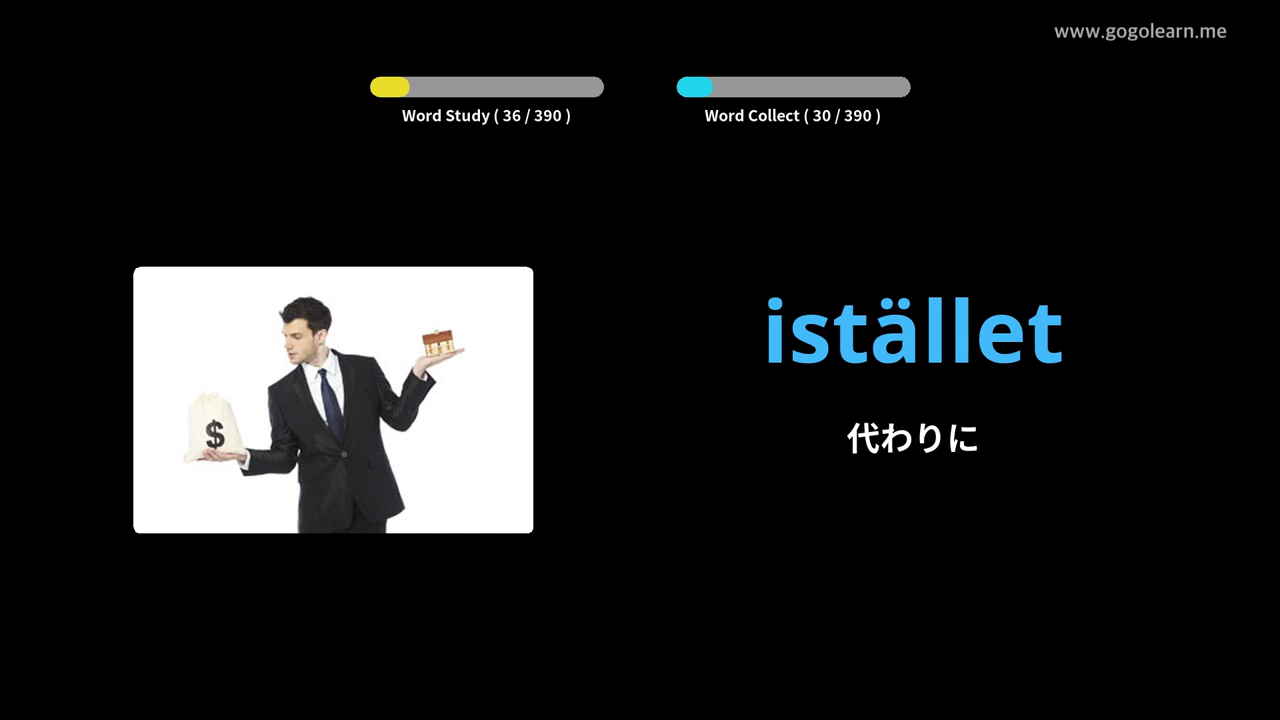 www.gogolearn.me
Word Study ( 36 / 390 )
Word Collect ( 30 / 390 )
istället
代わりに
$